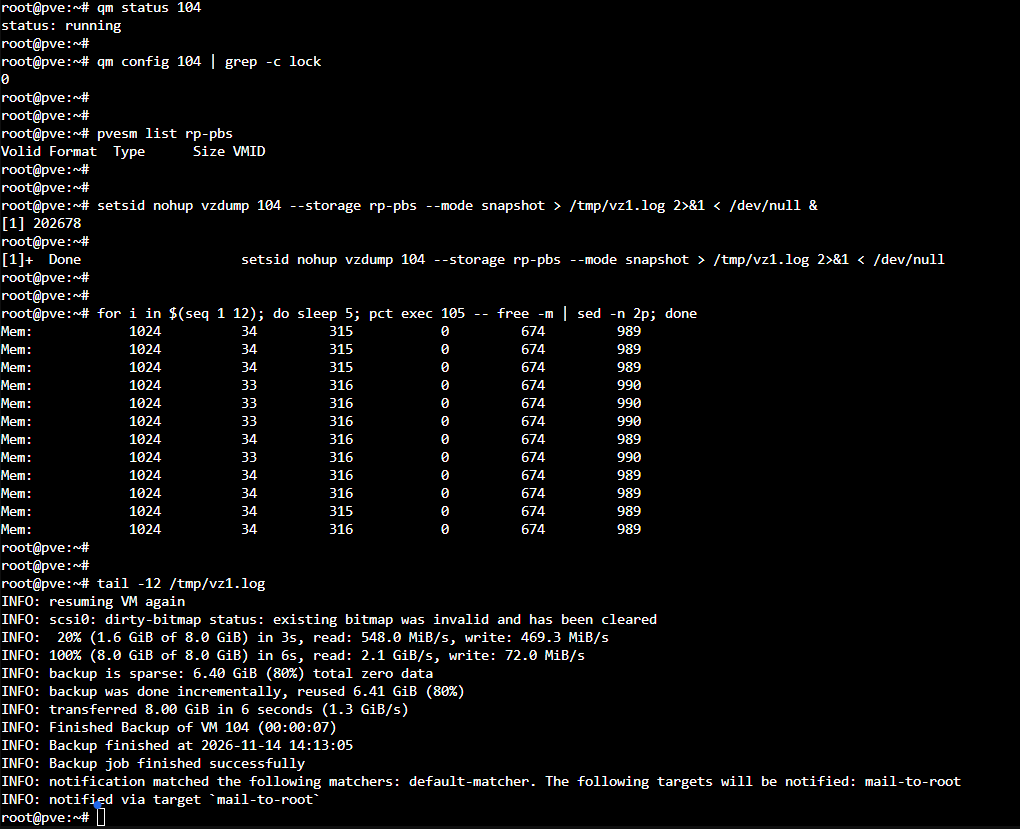 root@pve:~# qm status 104
status: running
root@pve:~#
root@pve:~# qm config 104 | grep -c lock
0
root@pve:~#
root@pve:~#
root@pve:~# pvesm list rp-pbs
Volid Format  Type      Size VMID
root@pve:~#
root@pve:~#
root@pve:~# setsid nohup vzdump 104 --storage rp-pbs --mode snapshot > /tmp/vz1.log 2>&1 < /dev/null &
[1] 202678
root@pve:~#
[1]+  Done                    setsid nohup vzdump 104 --storage rp-pbs --mode snapshot > /tmp/vz1.log 2>&1 < /dev/null
root@pve:~#
root@pve:~#
root@pve:~# for i in $(seq 1 12); do sleep 5; pct exec 105 -- free -m | sed -n 2p; done
Mem:            1024          34         315           0         674         989
Mem:            1024          34         315           0         674         989
Mem:            1024          34         315           0         674         989
Mem:            1024          33         316           0         674         990
Mem:            1024          33         316           0         674         990
Mem:            1024          33         316           0         674         990
Mem:            1024          34         316           0         674         989
Mem:            1024          33         316           0         674         990
Mem:            1024          34         316           0         674         989
Mem:            1024          34         316           0         674         989
Mem:            1024          34         316           0         674         989
Mem:            1024          34         316           0         674         989
root@pve:~#
root@pve:~#
root@pve:~# tail -12 /tmp/vz1.log
INFO: resuming VM again
INFO: scsi0: dirty-bitmap status: existing bitmap was invalid and has been cleared
INFO:  20% (1.6 GiB of 8.0 GiB) in 3s, read: 548.0 MiB/s, write: 469.3 MiB/s
INFO: 100% (8.0 GiB of 8.0 GiB) in 6s, read: 2.1 GiB/s, write: 72.0 MiB/s
INFO: backup is sparse: 6.40 GiB (80%) total zero data
INFO: backup was done incrementally, reused 6.41 GiB (80%)
INFO: transferred 8.00 GiB in 6 seconds (1.3 GiB/s)
INFO: Finished Backup of VM 104 (00:00:07)
INFO: Backup finished at 2026-11-14 14:13:05
INFO: Backup job finished successfully
INFO: notification matched the following matchers: default-matcher. The following targets will be notified: mail-to-root
INFO: notified via target `mail-to-root`
root@pve:~#